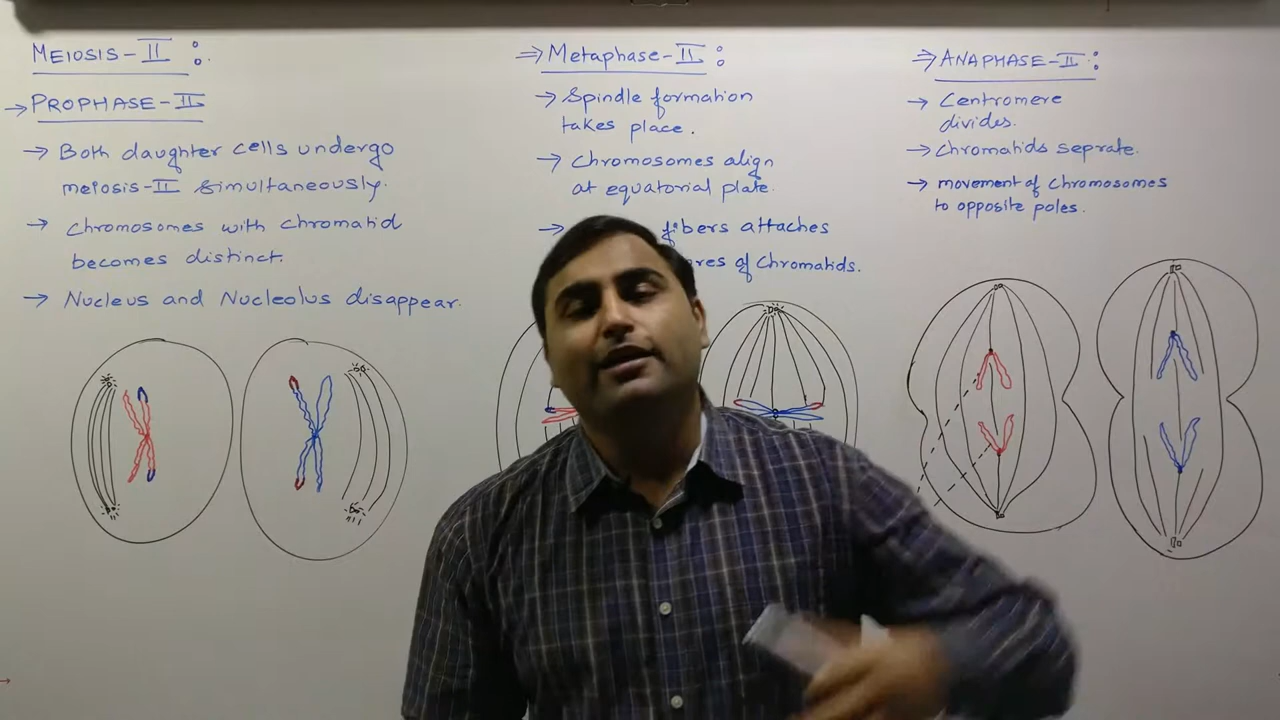 MEIOSIS-II :
→ PROPHASE-II
→ Both daughter cells undergo
meiosis-II simultaneously.
→ Chromosomes with chromatid
becomes distinct.
→ Nucleus and Nucleolus disappear.
⇒ Metaphase-II :
→ Spindle formation
takes place.
→ Chromosomes align
at equatorial plate.
→ fibers attaches
of Chromatids.
⇒ ANAPHASE-II :
→ Centromere
divides.
→ Chromatids seprate.
→ movement of Chromosomes
to opposite poles.